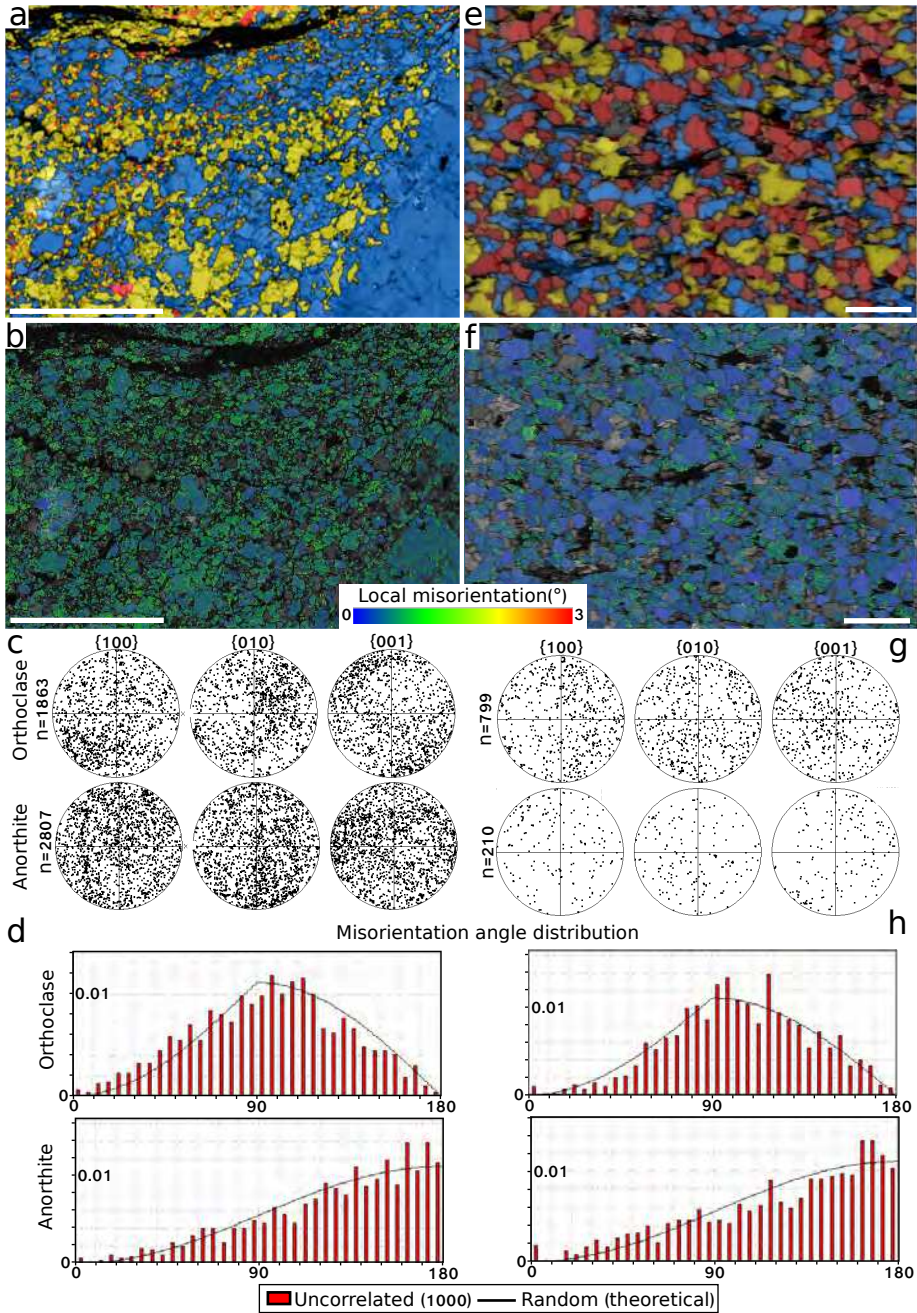 a
e
b
f
Local misorientation(°)
0
3
c
{100} {010} {001}
{100} {010} {001}
g
Orthoclase
n=1863
n=799
Anorthite
n=2807
n=210
d
Misorientation angle distribution
h
Orthoclase
0.01
0
0 90 180
0.01
0
0 90 180
Anorthite
0.01
0
0 90 180
0.01
0
0 90 180
Uncorrelated (1000) Random (theoretical)